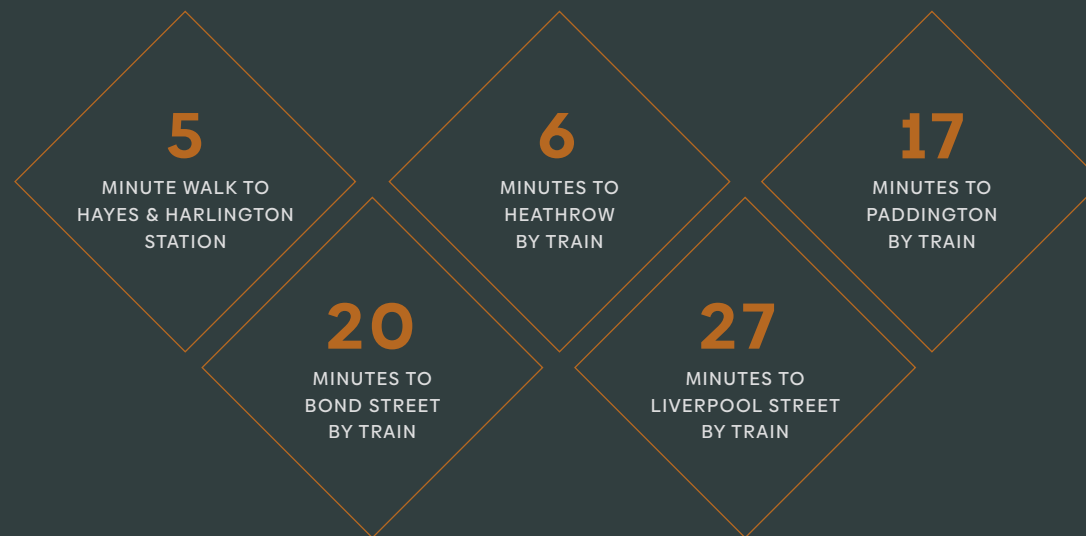 5
MINUTE WALK TO
HAYES & HARLINGTON
STATION
6
MINUTES TO
HEATHROW
BY TRAIN
17
MINUTES TO
PADDINGTON
BY TRAIN
20
MINUTES TO
BOND STREET
BY TRAIN
27
MINUTES TO
LIVERPOOL STREET
BY TRAIN